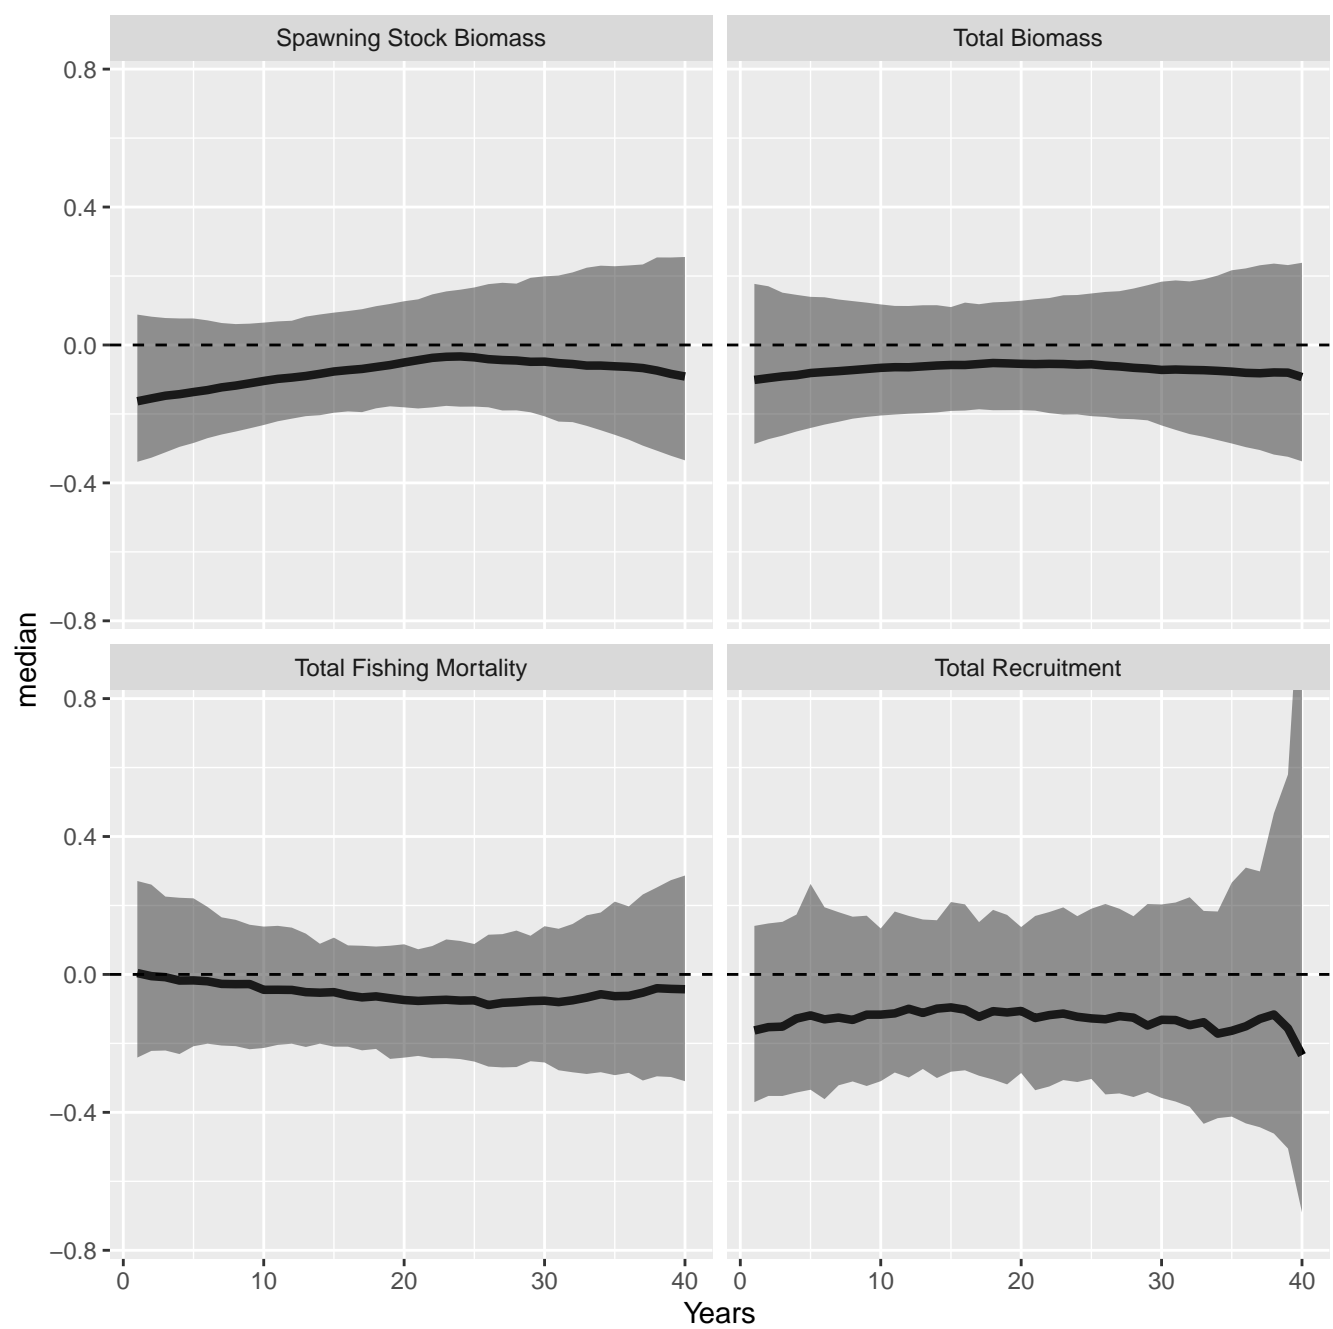 Spawning Stock Biomass
Total Biomass
0.8
0.4
0.0
−0.4
−0.8
median
Total Fishing Mortality
Total Recruitment
0.8
0.4
0.0
−0.4
−0.8
0 10 20 30 40
0 10 20 30 40
Years